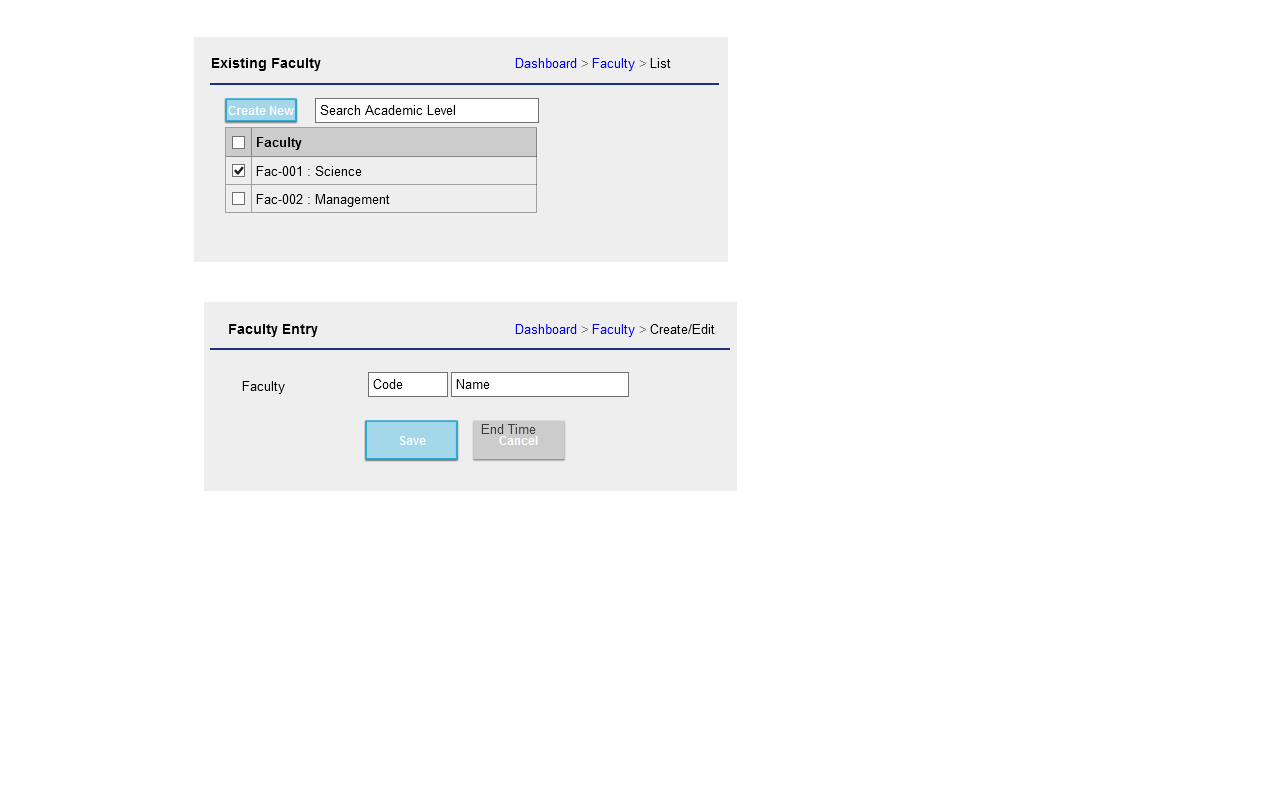 Existing Faculty
Dashboard > Faculty > List
Create New
Search Academic Level
Faculty
Fac-001 : Science
Fac-002 : Management
Faculty Entry
Dashboard > Faculty > Create/Edit
Faculty
Code
Name
Save
End Time
Cancel